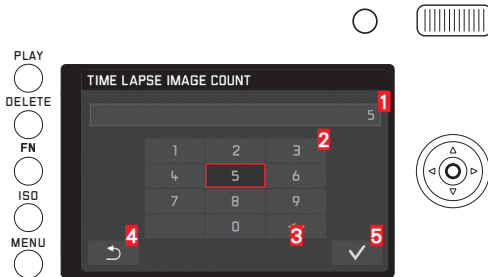 PLAY
DELETE
FN
ISO
MENU
TIME LAPSE IMAGE COUNT
5 1
1 2 3 2
4 5 6
7 8 9
0 3
4 5